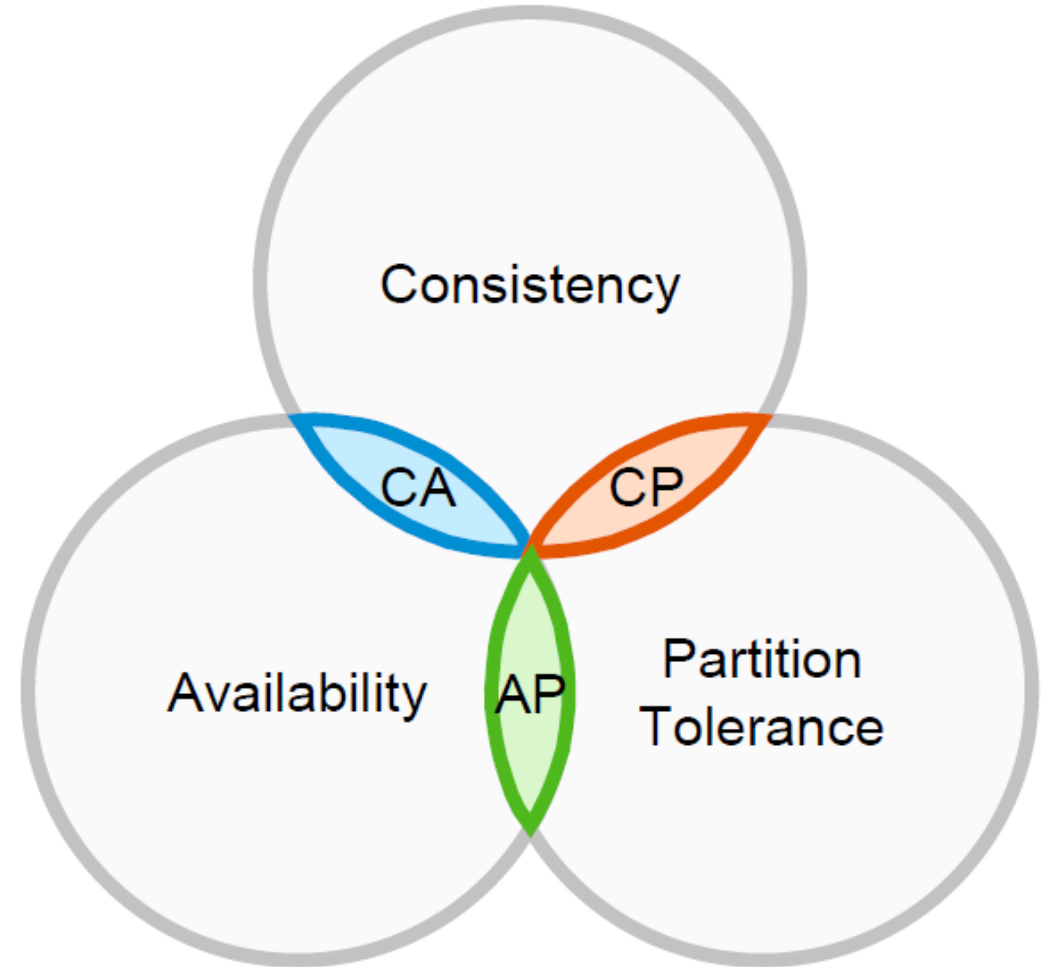 Consistency
CA
CP
Availability
AP
Partition
Tolerance